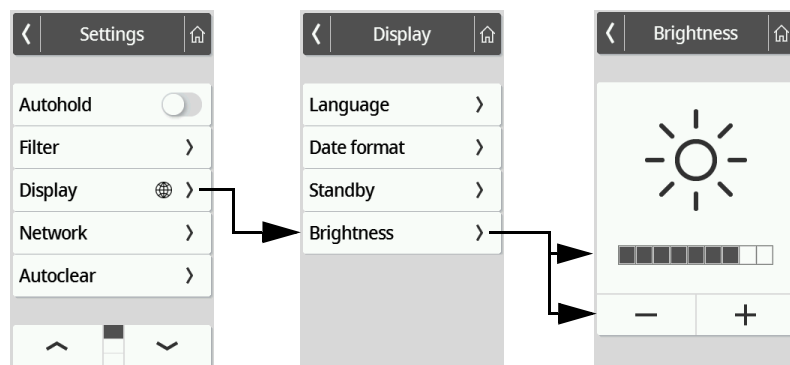 Settings
Autohold
Filter
Display
Network
Autoclear
Display
Language
Date format
Standby
Brightness
Brightness